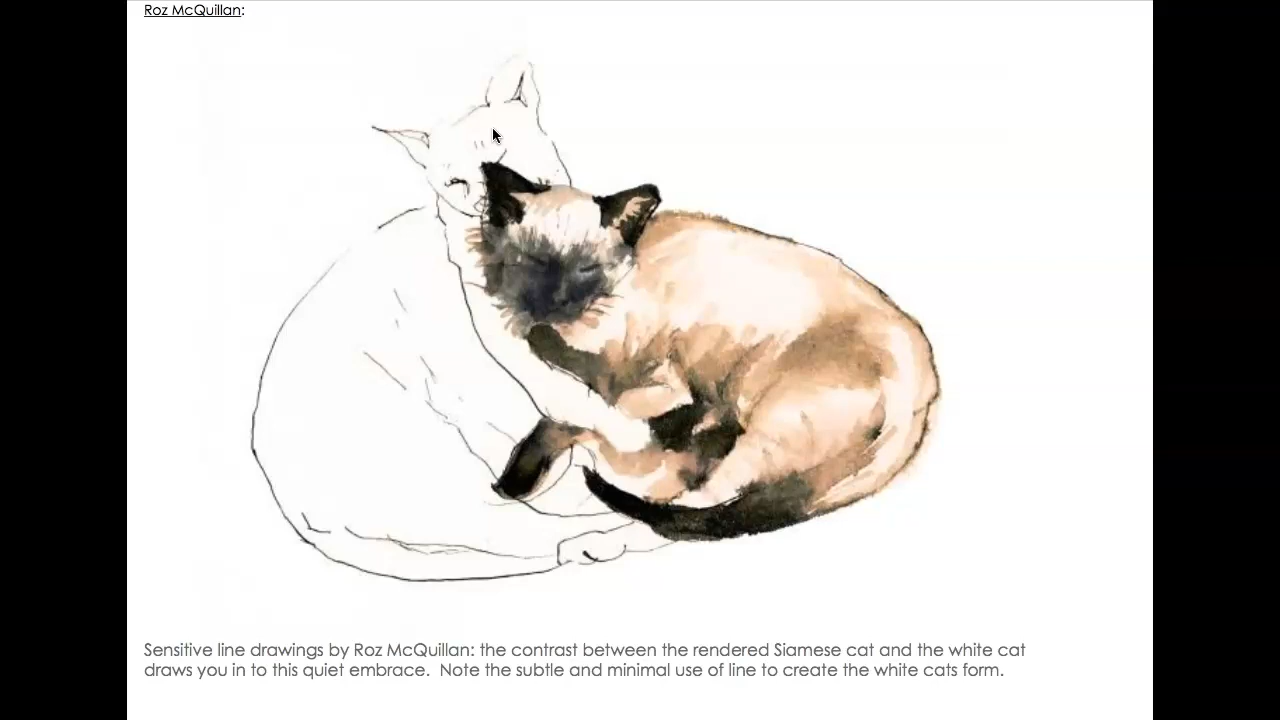 Roz McQuillan:
Sensitive line drawings by Roz McQuillan: the contrast between the rendered Siamese cat and the white cat
draws you in to this quiet embrace.  Note the subtle and minimal use of line to create the white cats form.